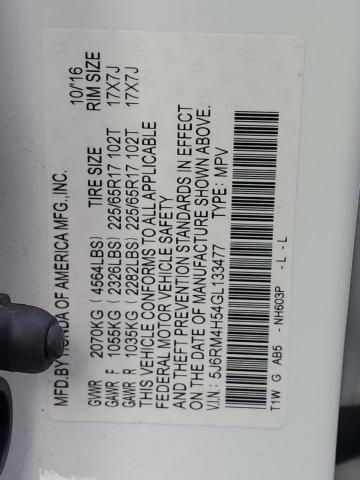 MFD.BY HONDA OF AMERICA MFG.,INC. 10/16
GVWR 2070KG ( 4564LBS) TIRE SIZE RIM SIZE
GAWR F 1055KG ( 2326LBS) 225/65R17 102T 17X7J
GAWR R 1035KG ( 2282LBS) 225/65R17 102T 17X7J
THIS VEHICLE CONFORMS TO ALL APPLICABLE
FEDERAL MOTOR VEHICLE SAFETY
AND THEFT PREVENTION STANDARDS IN EFFECT
ON THE DATE OF MANUFACTURE SHOWN ABOVE.
V.I.N.: 5J6RM4H54GL133477 TYPE: MPV
T1W G AB5 - NH603P - L - L